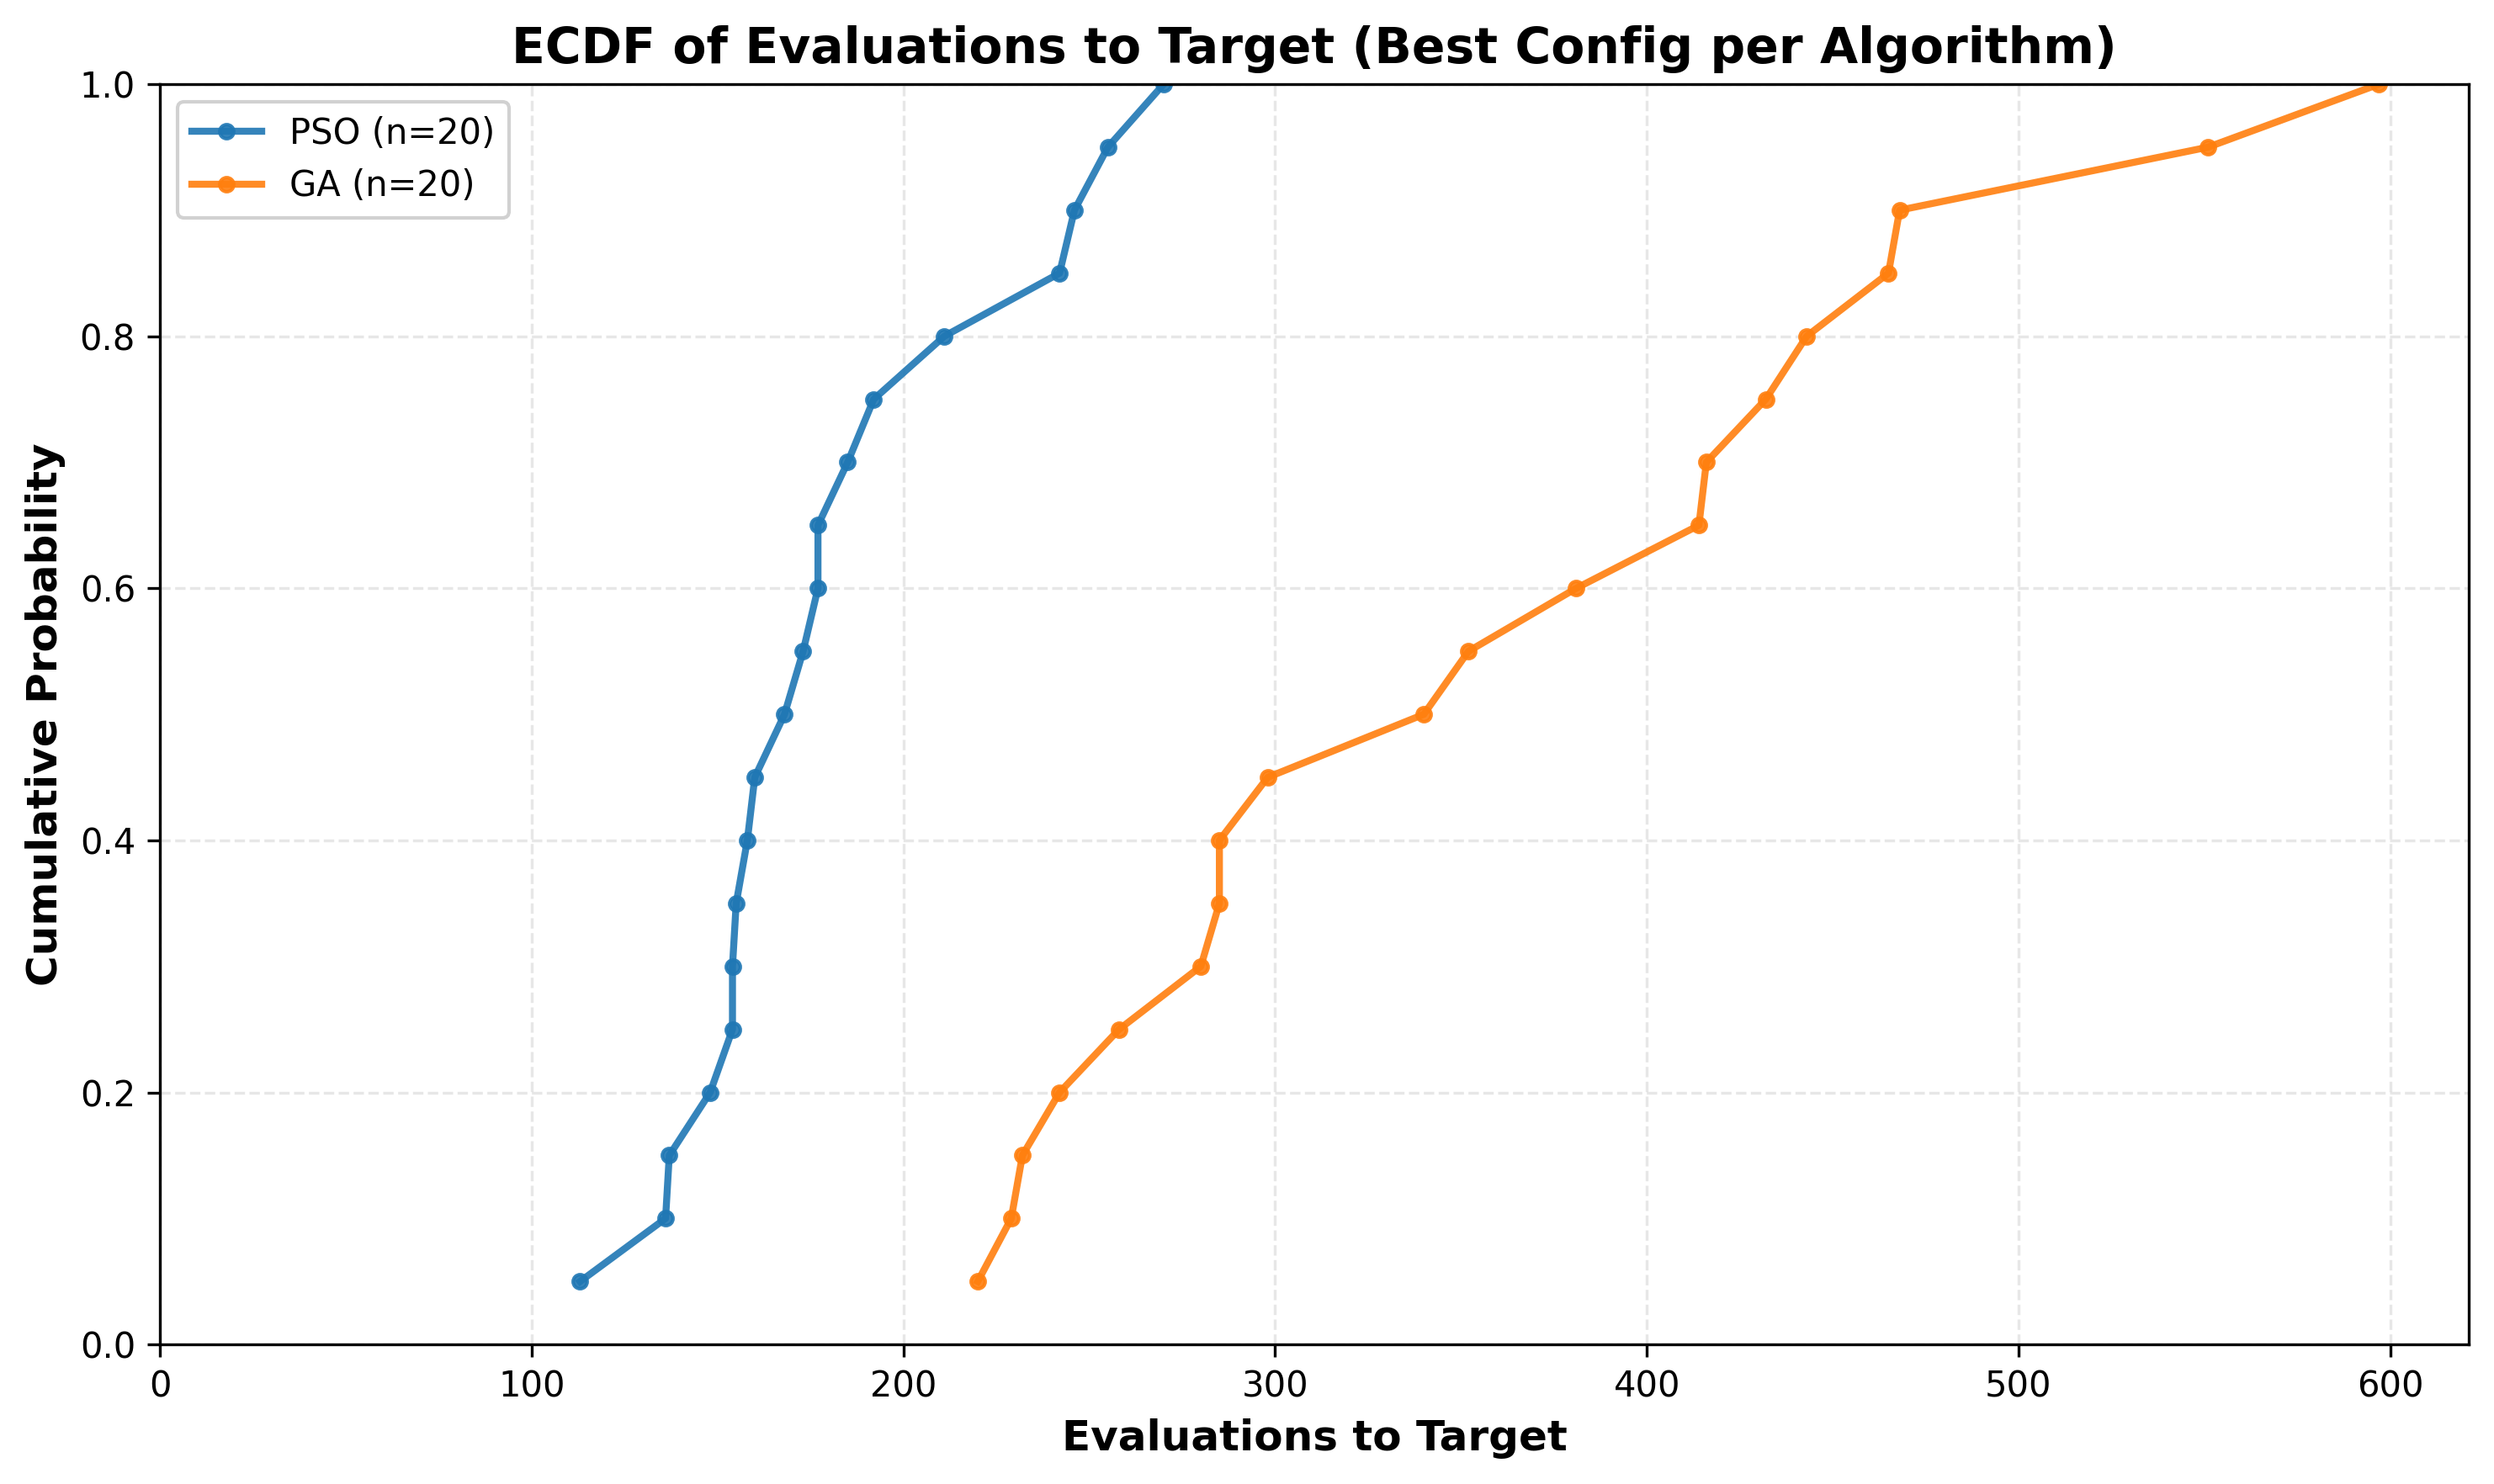 ECDF of Evaluations to Target (Best Config per Algorithm)
PSO (n=20)
GA (n=20)
Cumulative Probability
1.0
0.8
0.6
0.4
0.2
0.0
0 100 200 300 400 500 600
Evaluations to Target